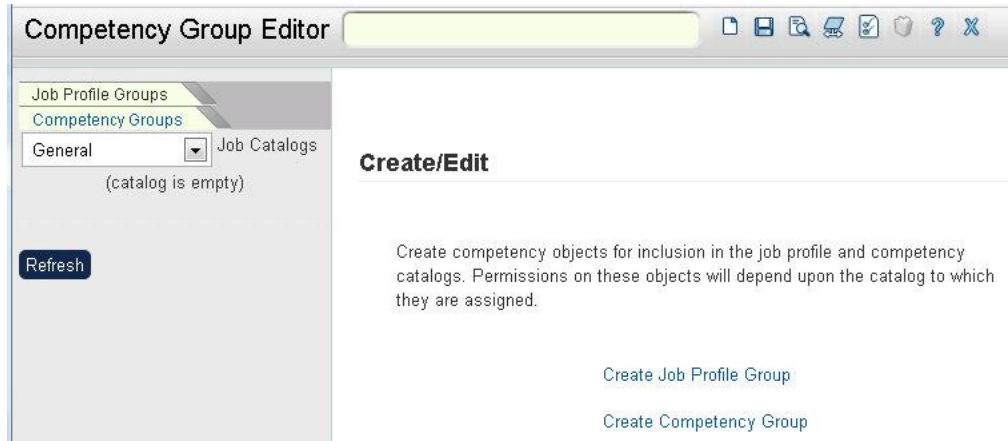 Competency Group Editor
?
Job Profile Groups
Competency Groups
General
Job Catalogs
(catalog is empty)
Refresh
Create/Edit
Create competency objects for inclusion in the job profile and competency
catalogs. Permissions on these objects will depend upon the catalog to which
they are assigned.
Create Job Profile Group
Create Competency Group